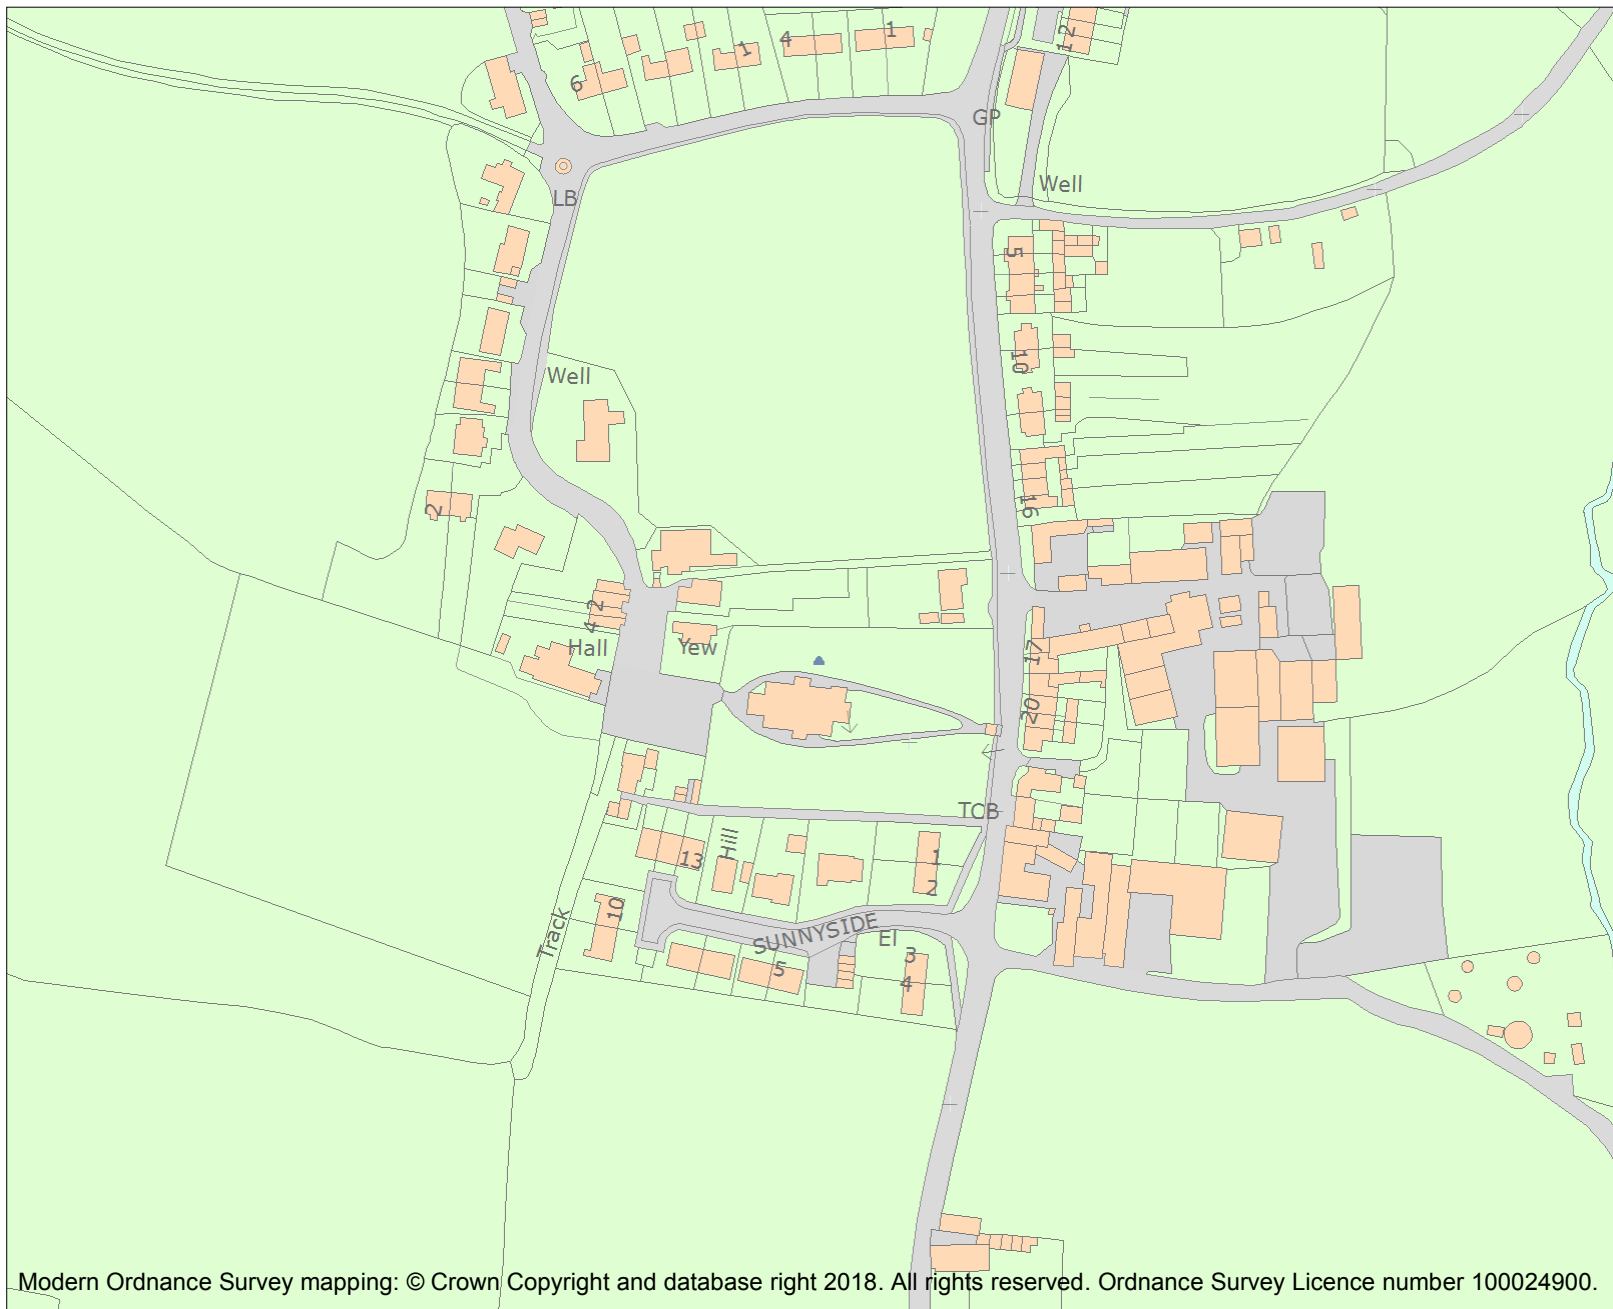 12
1
4
1
6
GP
Well
LB
5
10
Well
16
2
2
4
Hall
Yew
17
20
TCB
Hill
13
1
2
10
Track
SUNNYSIDE
El
3
5
4
Modern Ordnance Survey mapping: © Crown Copyright and database right 2018. All rights reserved. Ordnance Survey Licence number 100024900.